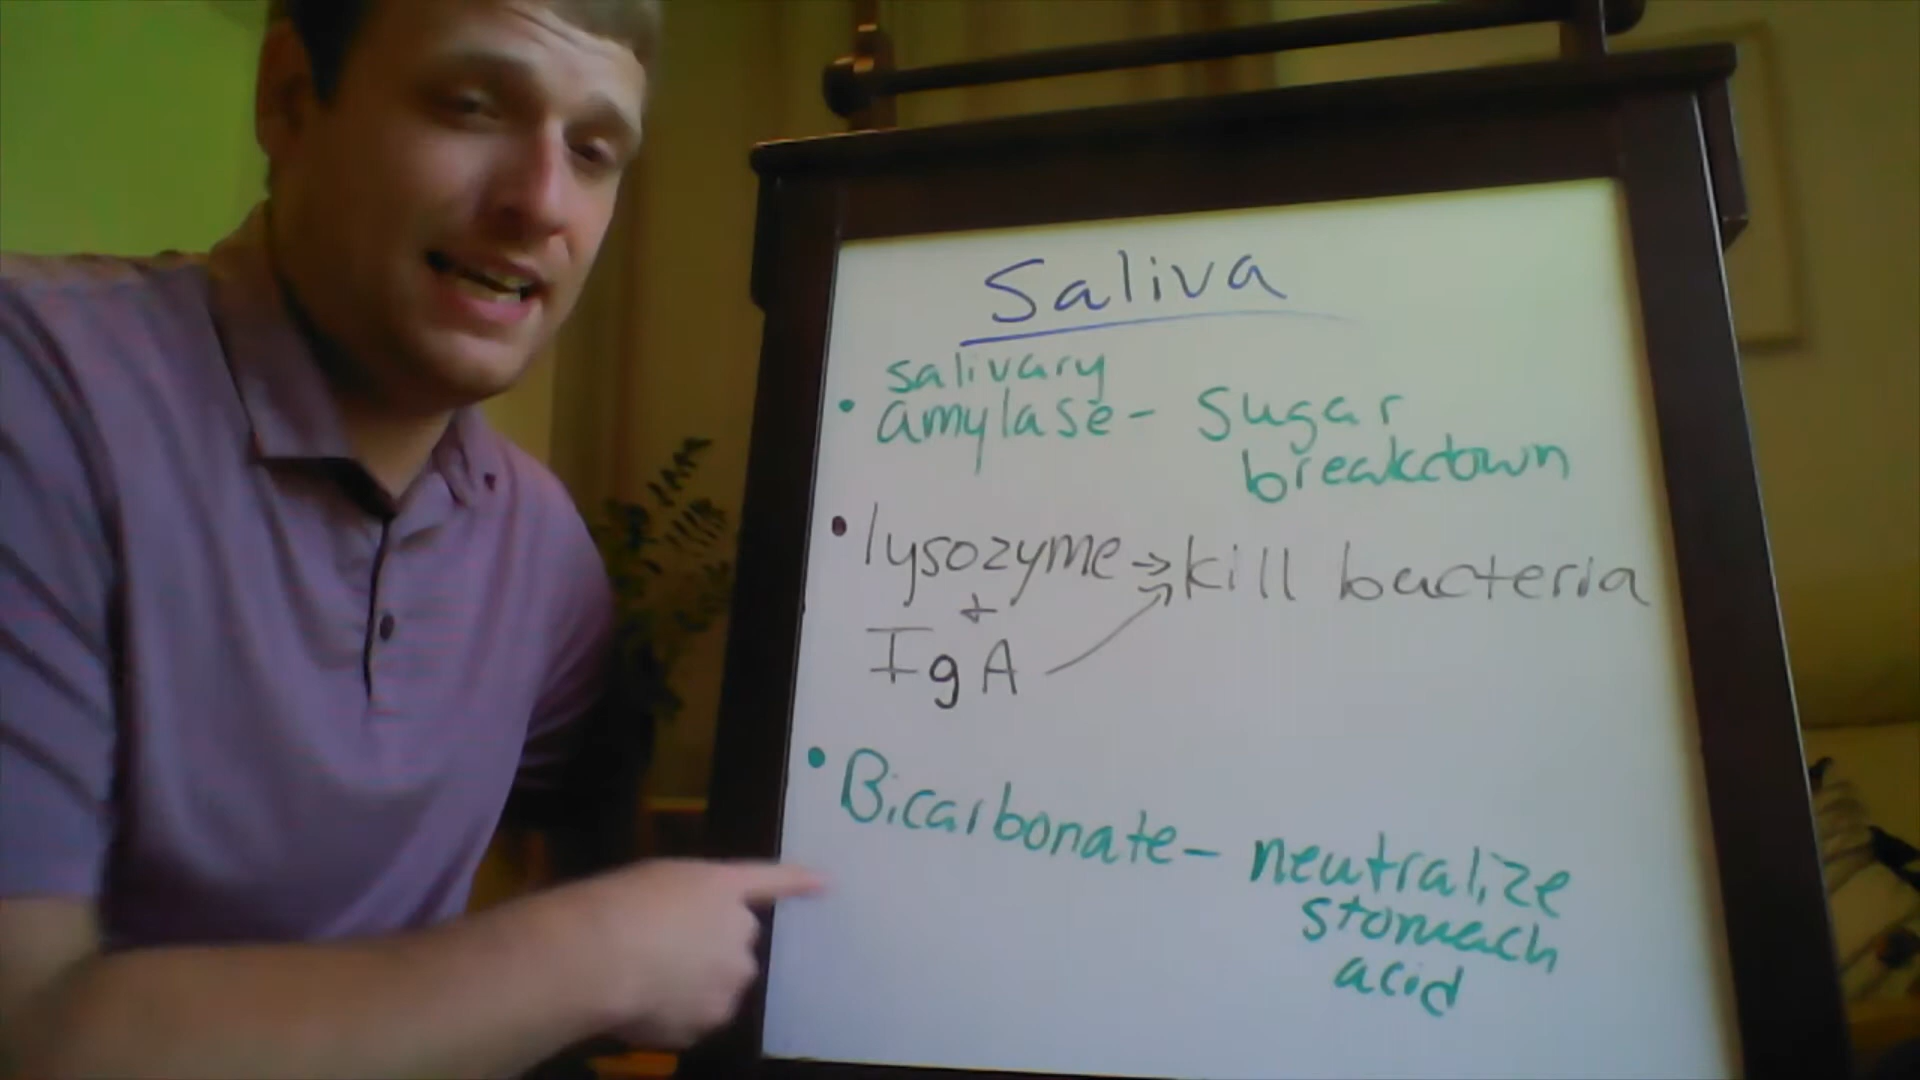 Saliva
salivary
• amylase - sugar
breakdown
• lysozyme → kill bacteria
+
IgA
• Bicarbonate - neutralize
stomach
acid